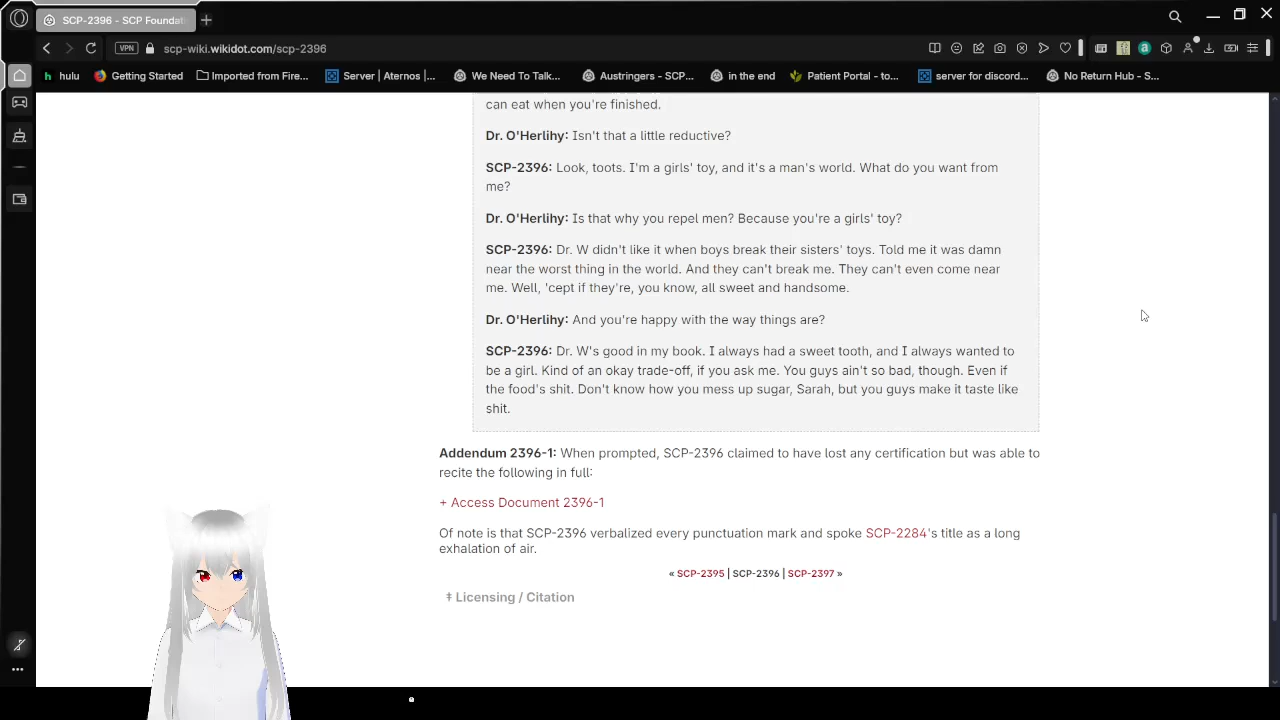 SCP-2396 - SCP Foundat
VPN
scp-wiki.wikidot.com/scp-2396
hulu
Getting Started
Imported from Fire...
Server | Aternos |...
We Need To Talk...
Austringers - SCP...
in the end
Patient Portal - to...
server for discord...
No Return Hub - S...
can eat when you're finished.
Dr. O'Herlihy: Isn't that a little reductive?
SCP-2396: Look, toots. I'm a girls' toy, and it's a man's world. What do you want from
me?
Dr. O'Herlihy: Is that why you repel men? Because you're a girls' toy?
SCP-2396: Dr. W didn't like it when boys break their sisters' toys. Told me it was damn
near the worst thing in the world. And they can't break me. They can't even come near
me. Well, 'cept if they're, you know, all sweet and handsome.
Dr. O'Herlihy: And you're happy with the way things are?
SCP-2396: Dr. W's good in my book. I always had a sweet tooth, and I always wanted to
be a girl. Kind of an okay trade-off, if you ask me. You guys ain't so bad, though. Even if
the food's shit. Don't know how you mess up sugar, Sarah, but you guys make it taste like
shit.
Addendum 2396-1: When prompted, SCP-2396 claimed to have lost any certification but was able to
recite the following in full:
+ Access Document 2396-1
Of note is that SCP-2396 verbalized every punctuation mark and spoke SCP-2284's title as a long
exhalation of air.
« SCP-2395 | SCP-2396 | SCP-2397 »
‡ Licensing / Citation